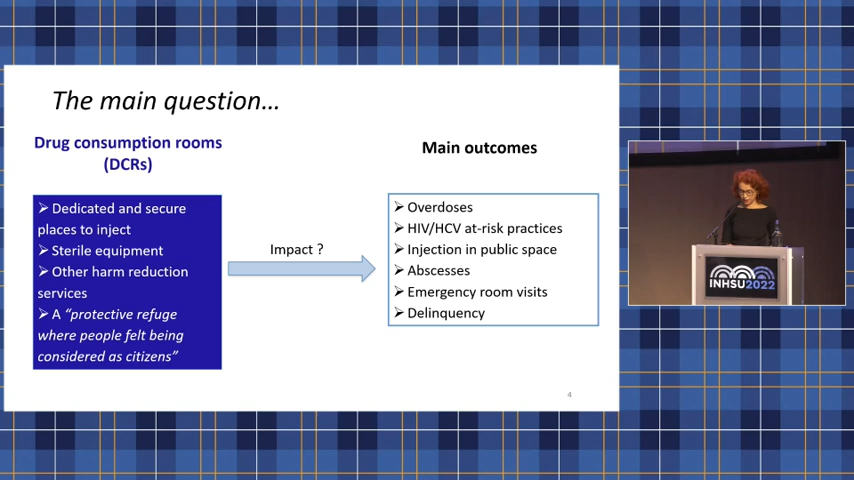 The main question…
Drug consumption rooms
(DCRs)
Main outcomes
➢ Dedicated and secure
places to inject
➢ Sterile equipment
➢ Other harm reduction
services
➢ A “protective refuge
where people felt being
considered as citizens”
Impact ?
➢ Overdoses
➢ HIV/HCV at-risk practices
➢ Injection in public space
➢ Abscesses
➢ Emergency room visits
➢ Delinquency
4
INHSU2022